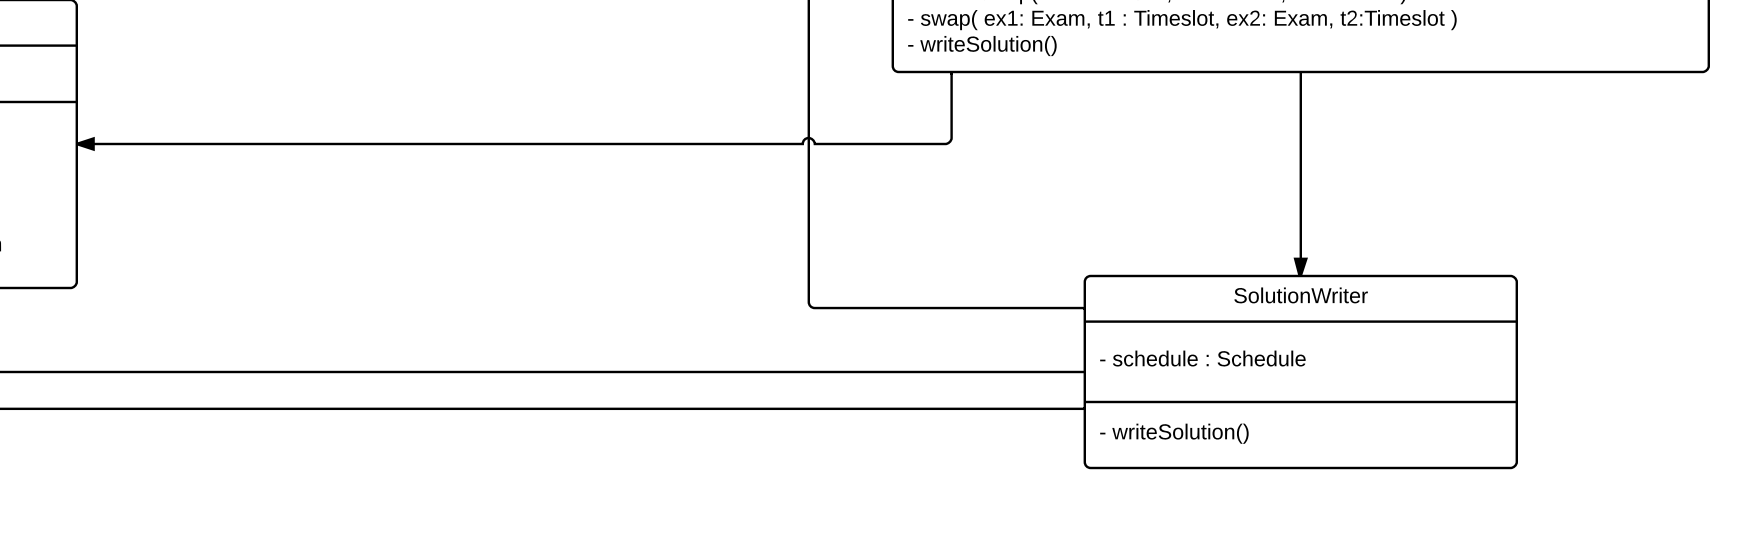 - swap( ex1: Exam, t1 : Timeslot, ex2: Exam, t2:Timeslot )
- writeSolution()
SolutionWriter
- schedule : Schedule
- writeSolution()